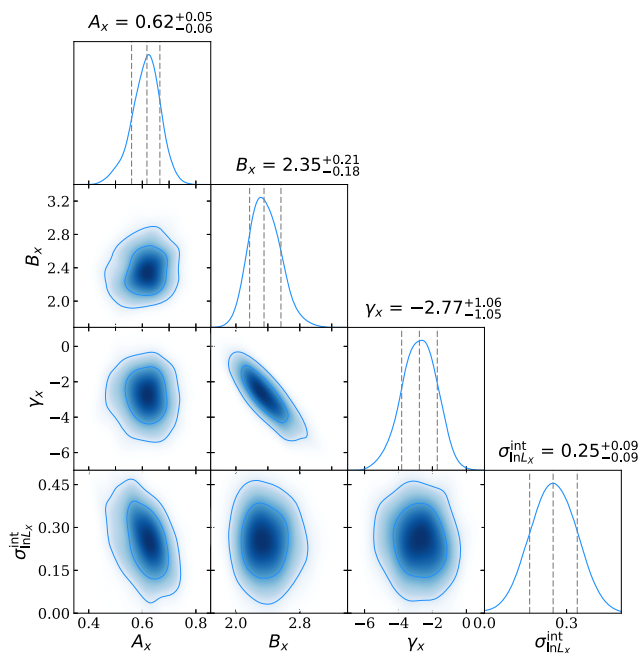 A_x = 0.62^{+0.05}_{-0.06}
B_x = 2.35^{+0.21}_{-0.18}
3.2
2.8
2.4
2.0
B_x
γ_x = −2.77^{+1.06}_{-1.05}
0
−2
−4
−6
γ_x
σ^{int}_{lnL_x} = 0.25^{+0.09}_{-0.09}
0.45
0.30
0.15
0.00
σ^{int}_{lnL_x}
0.4 0.6 0.8 2.0 2.8 −6 −4 −2 0 0.0 0.3
A_x B_x γ_x σ^{int}_{lnL_x}